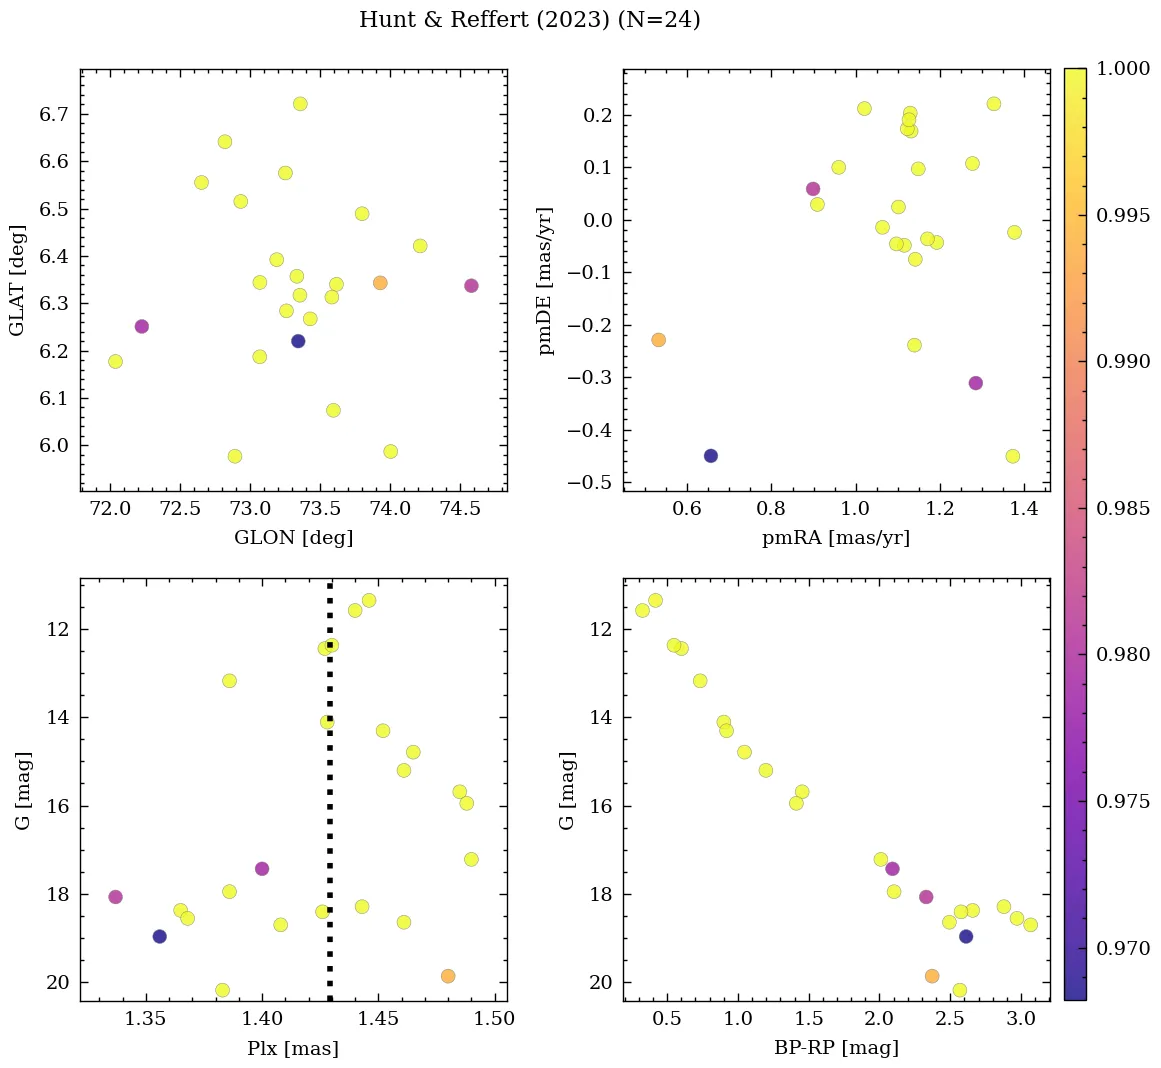 Hunt & Reffert (2023) (N=24)
GLAT [deg]
6.7
6.6
6.5
6.4
6.3
6.2
6.1
6.0
72.0 72.5 73.0 73.5 74.0 74.5
GLON [deg]
pmDE [mas/yr]
0.2
0.1
0.0
−0.1
−0.2
−0.3
−0.4
−0.5
0.6 0.8 1.0 1.2 1.4
pmRA [mas/yr]
1.000
0.995
0.990
0.985
0.980
0.975
0.970
G [mag]
12
14
16
18
20
1.35 1.40 1.45 1.50
Plx [mas]
G [mag]
12
14
16
18
20
0.5 1.0 1.5 2.0 2.5 3.0
BP-RP [mag]